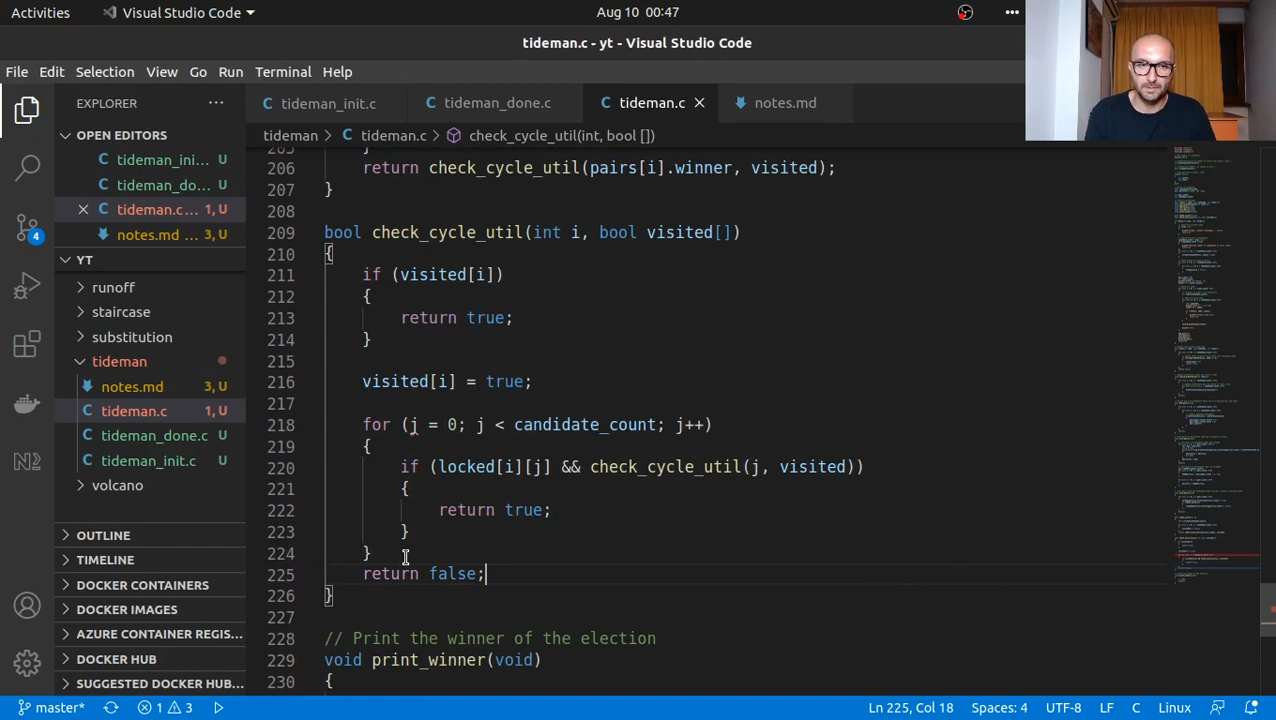 Activities
Visual Studio Code
Aug 10 00:47
tideman.c - yt - Visual Studio Code
File Edit Selection View Go Run Terminal Help
EXPLORER
OPEN EDITORS
tideman_ini... U
tideman_do... U
tideman.c ... 1, U
notes.md ... 3, U
YT
runoff
staircase
substitution
tideman
notes.md 3, U
tideman.c 1, U
tideman_done.c U
tideman_init.c U
volcano
OUTLINE
TIMELINE
DOCKER CONTAINERS
DOCKER IMAGES
AZURE CONTAINER REGIS...
DOCKER HUB
SUGGESTED DOCKER HUB...
4
tideman_init.c tideman_done.c tideman.c notes.md
tideman > tideman.c > check_cycle_util(int, bool [])
205 }
206 return check_cycle_util(pairs[i].winner, visited);
207 }
208
209 bool check_cycle_util(int i, bool visited[])
210 {
211 if (visited[i])
212 {
213 return true;
214 }
215
216 visited[i] = true;
217
218 for (j = 0; j < candidate_count; j++)
219 {
220 if (locked[i][j] && check_cycle_util(j, visited))
221 {
222 return true;
223 }
224 }
225 return false;
226 }
227
228 // Print the winner of the election
229 void print_winner(void)
230 {
master* 1 3 Ln 225, Col 18 Spaces: 4 UTF-8 LF C Linux